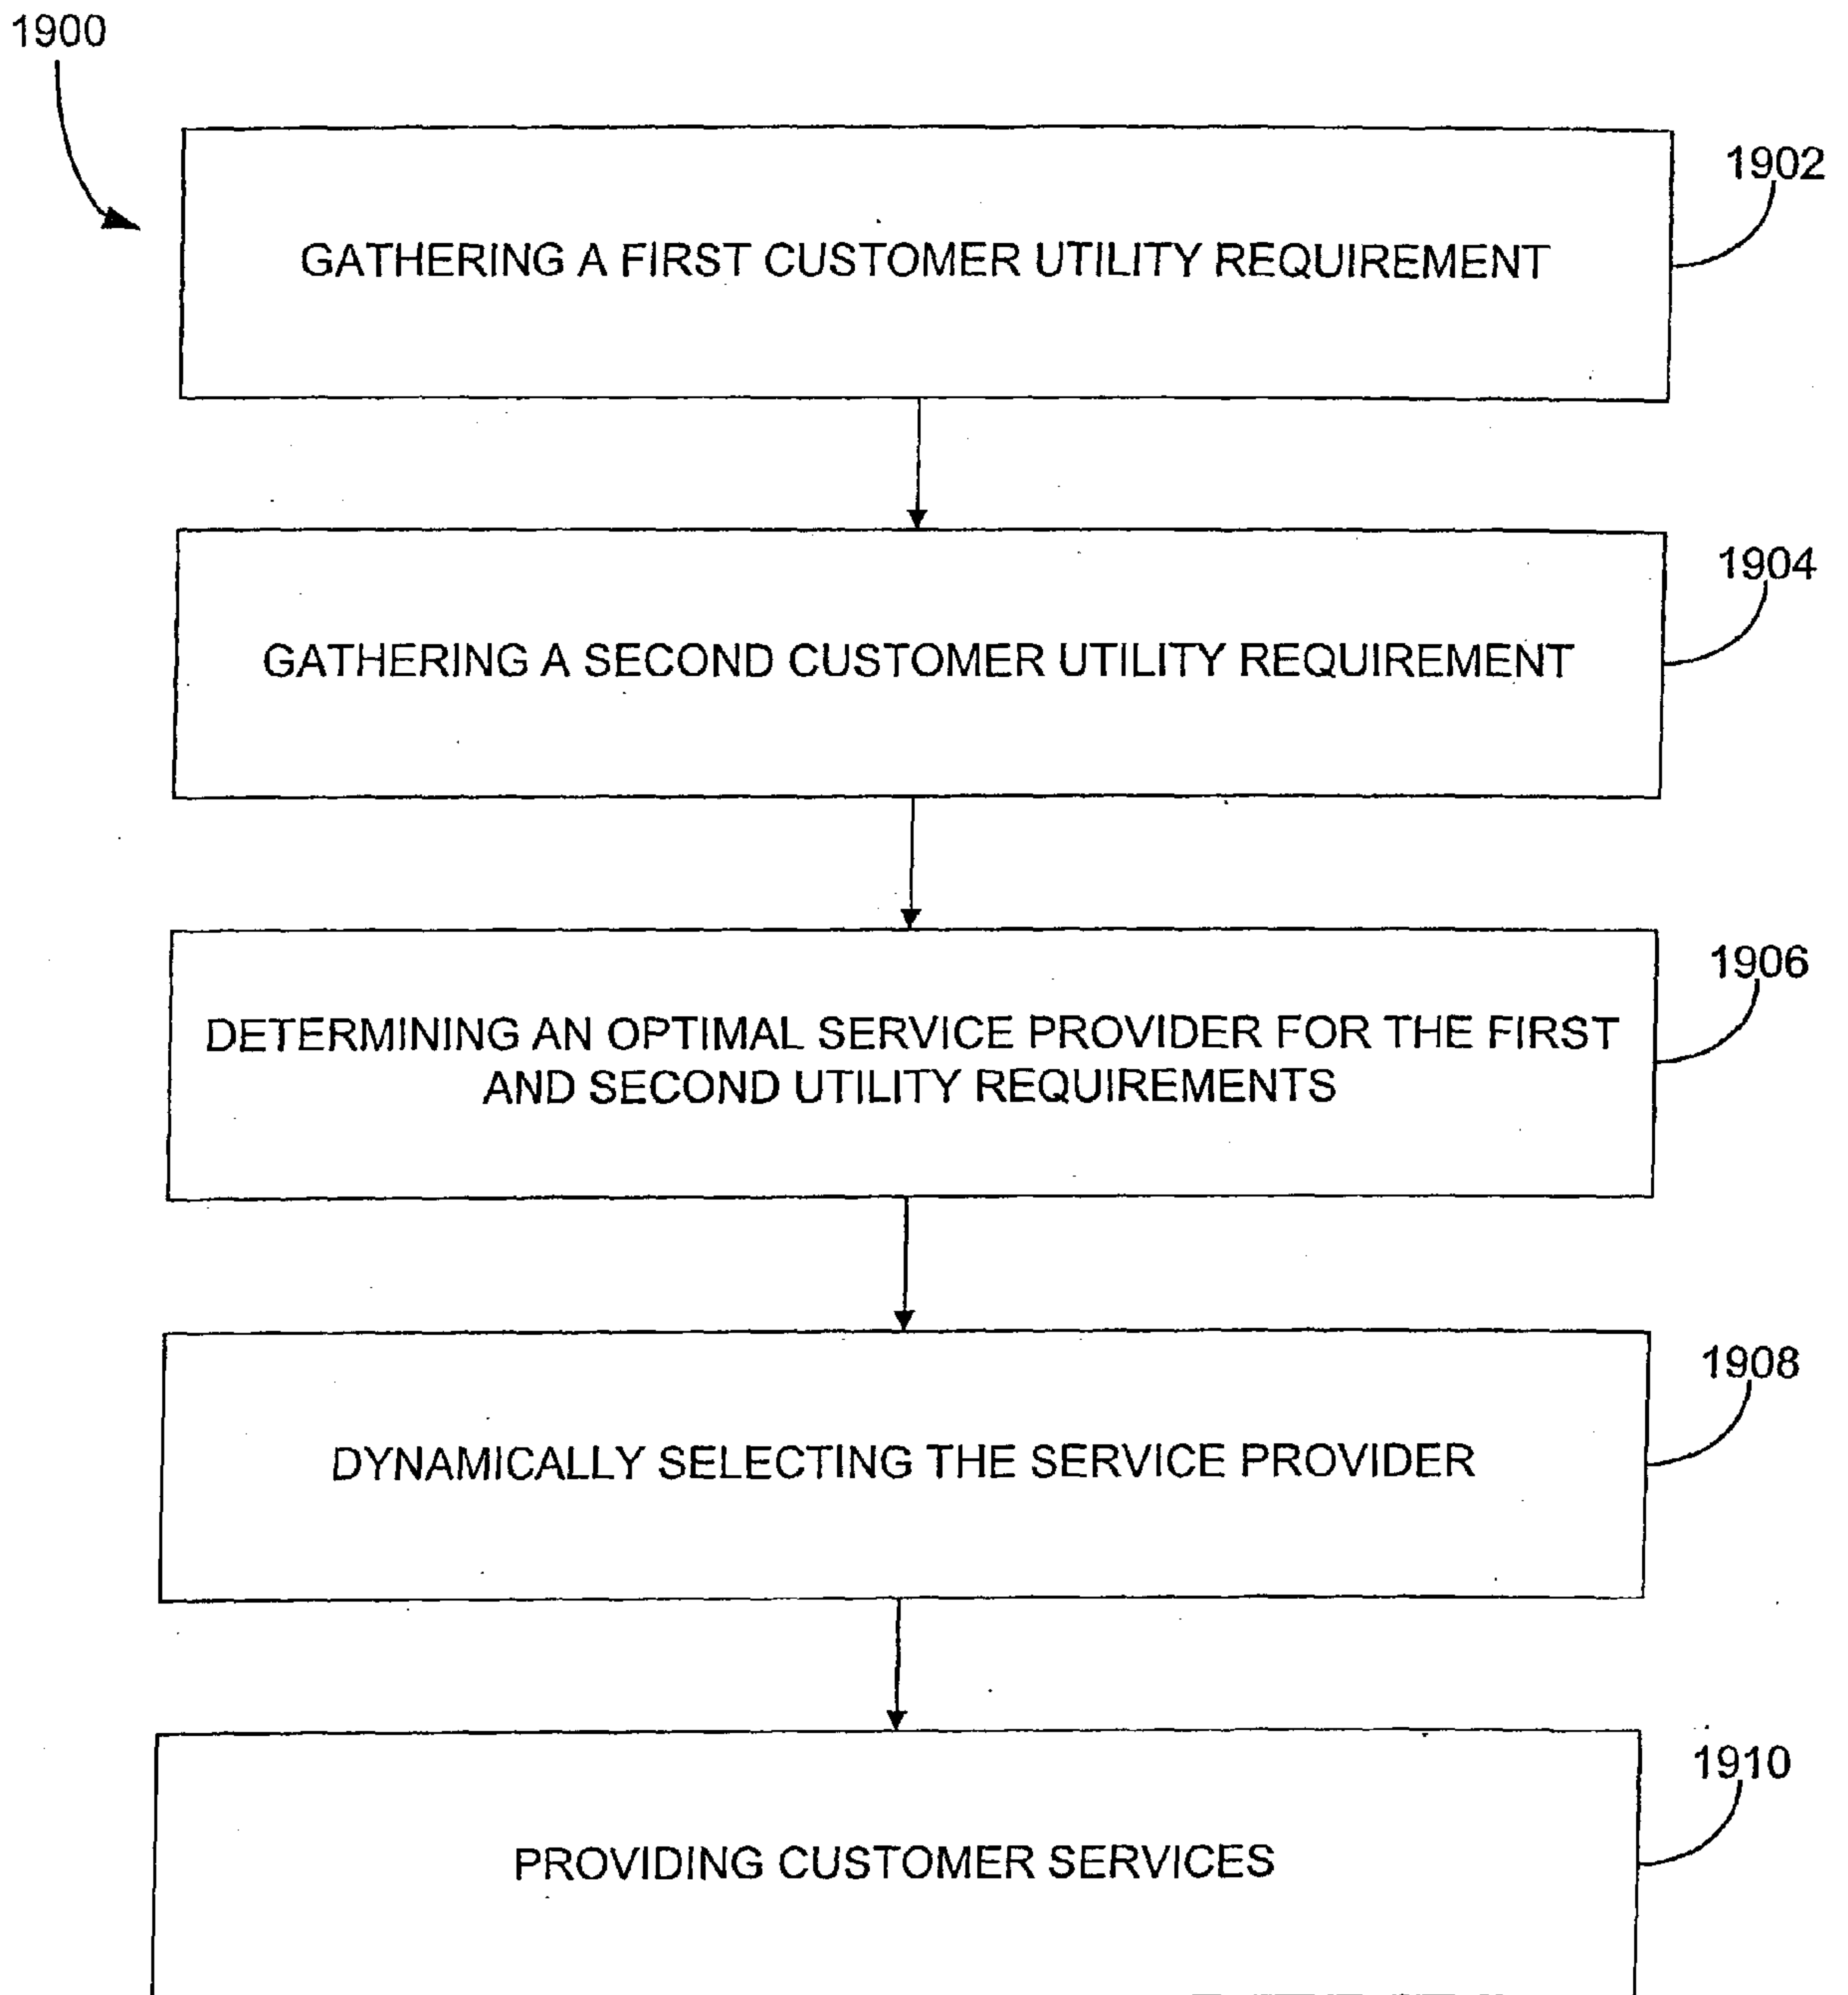 1900
1902
GATHERING A FIRST CUSTOMER UTILITY REQUIREMENT
1904
GATHERING A SECOND CUSTOMER UTILITY REQUIREMENT
1906
DETERMINING AN OPTIMAL SERVICE PROVIDER FOR THE FIRST
AND SECOND UTILITY REQUIREMENTS
1908
DYNAMICALLY SELECTING THE SERVICE PROVIDER
1910
PROVIDING CUSTOMER SERVICES